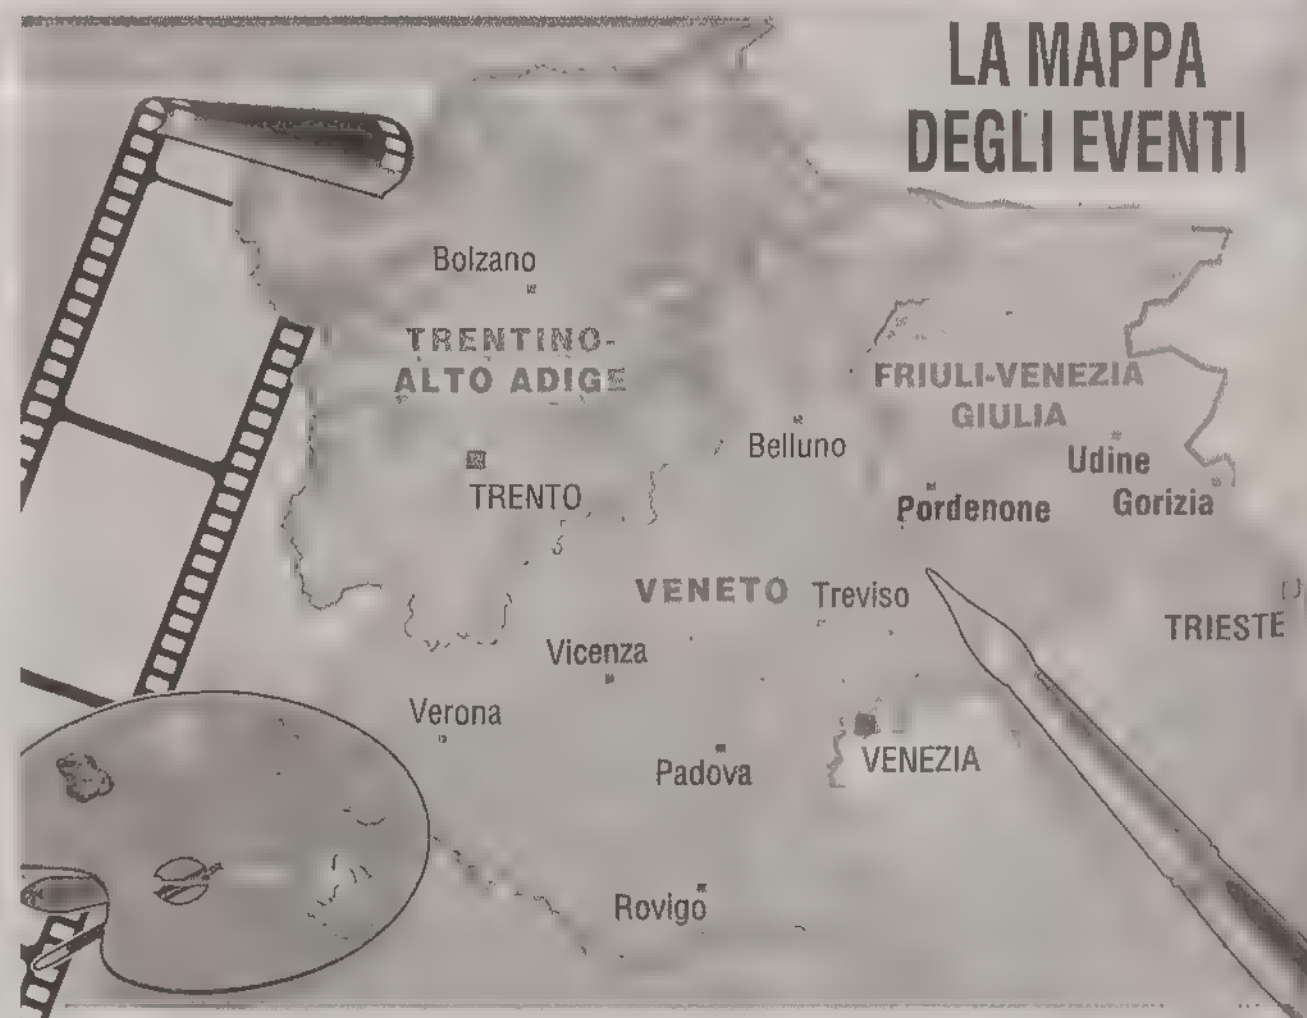 LA MAPPA
DEGLI EVENTI
Bolzano
TRENTINO-
ALTO ADIGE
FRIULI-VENEZIA
GIULIA
Belluno
Udine
TRENTO
Pordenone
Gorizia
VENETO
Treviso
TRIESTE
Vicenza
Verona
VENEZIA
Padova
Rovigo